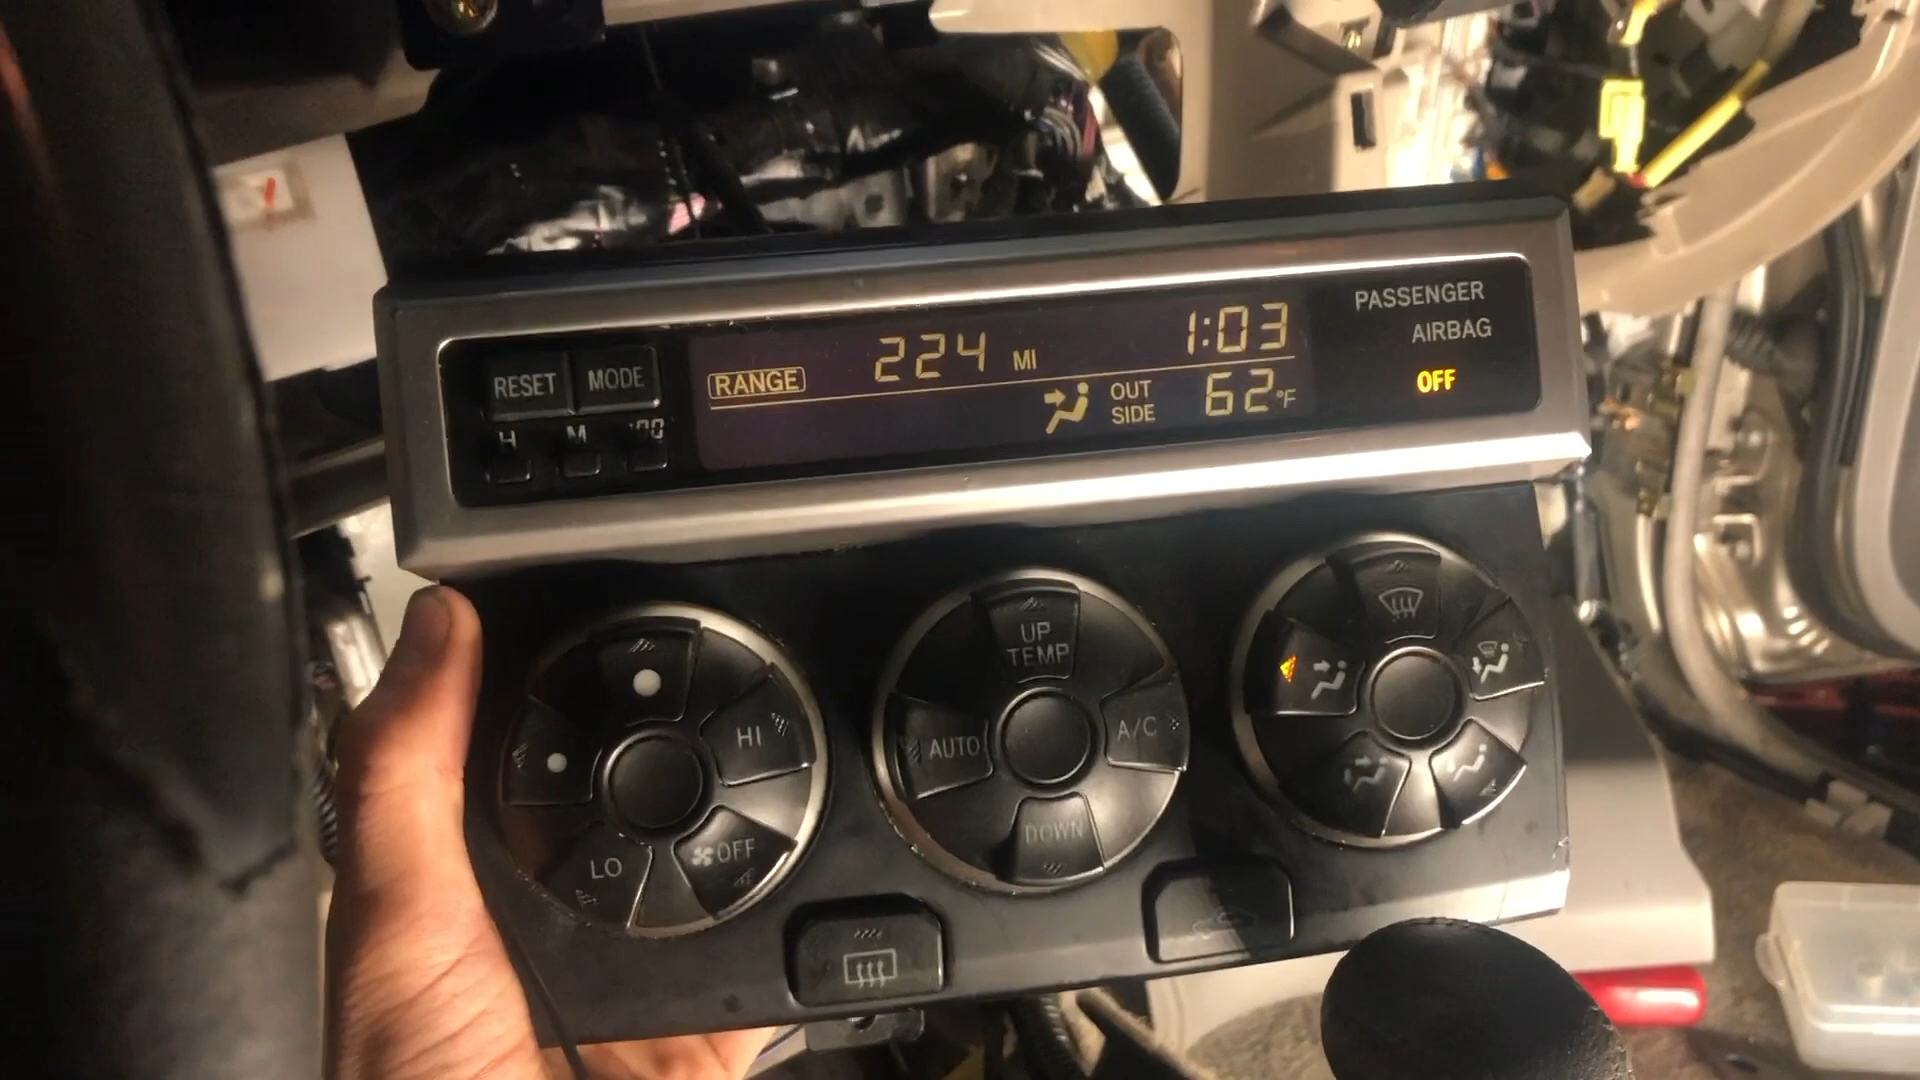 RESET MODE
H M :00
RANGE 224 MI 1:03
OUT SIDE 62°F
PASSENGER
AIRBAG
OFF
HI
LO
OFF
UP
TEMP
AUTO
A/C
DOWN